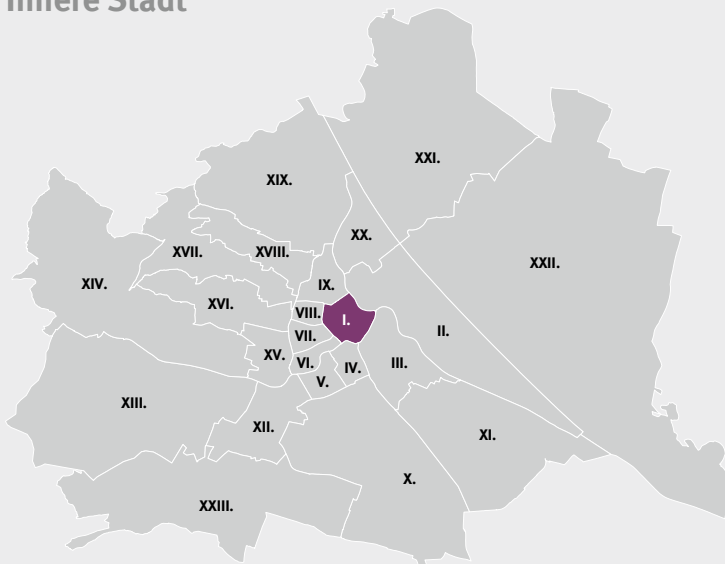 Innere Stadt
XXI.
XIX.
XX.
XVII.
XVIII.
XXII.
XIV.
IX.
XVI.
VIII.
I.
II.
VII.
XV.
VI.
IV.
III.
V.
XIII.
XII.
XI.
X.
XXIII.